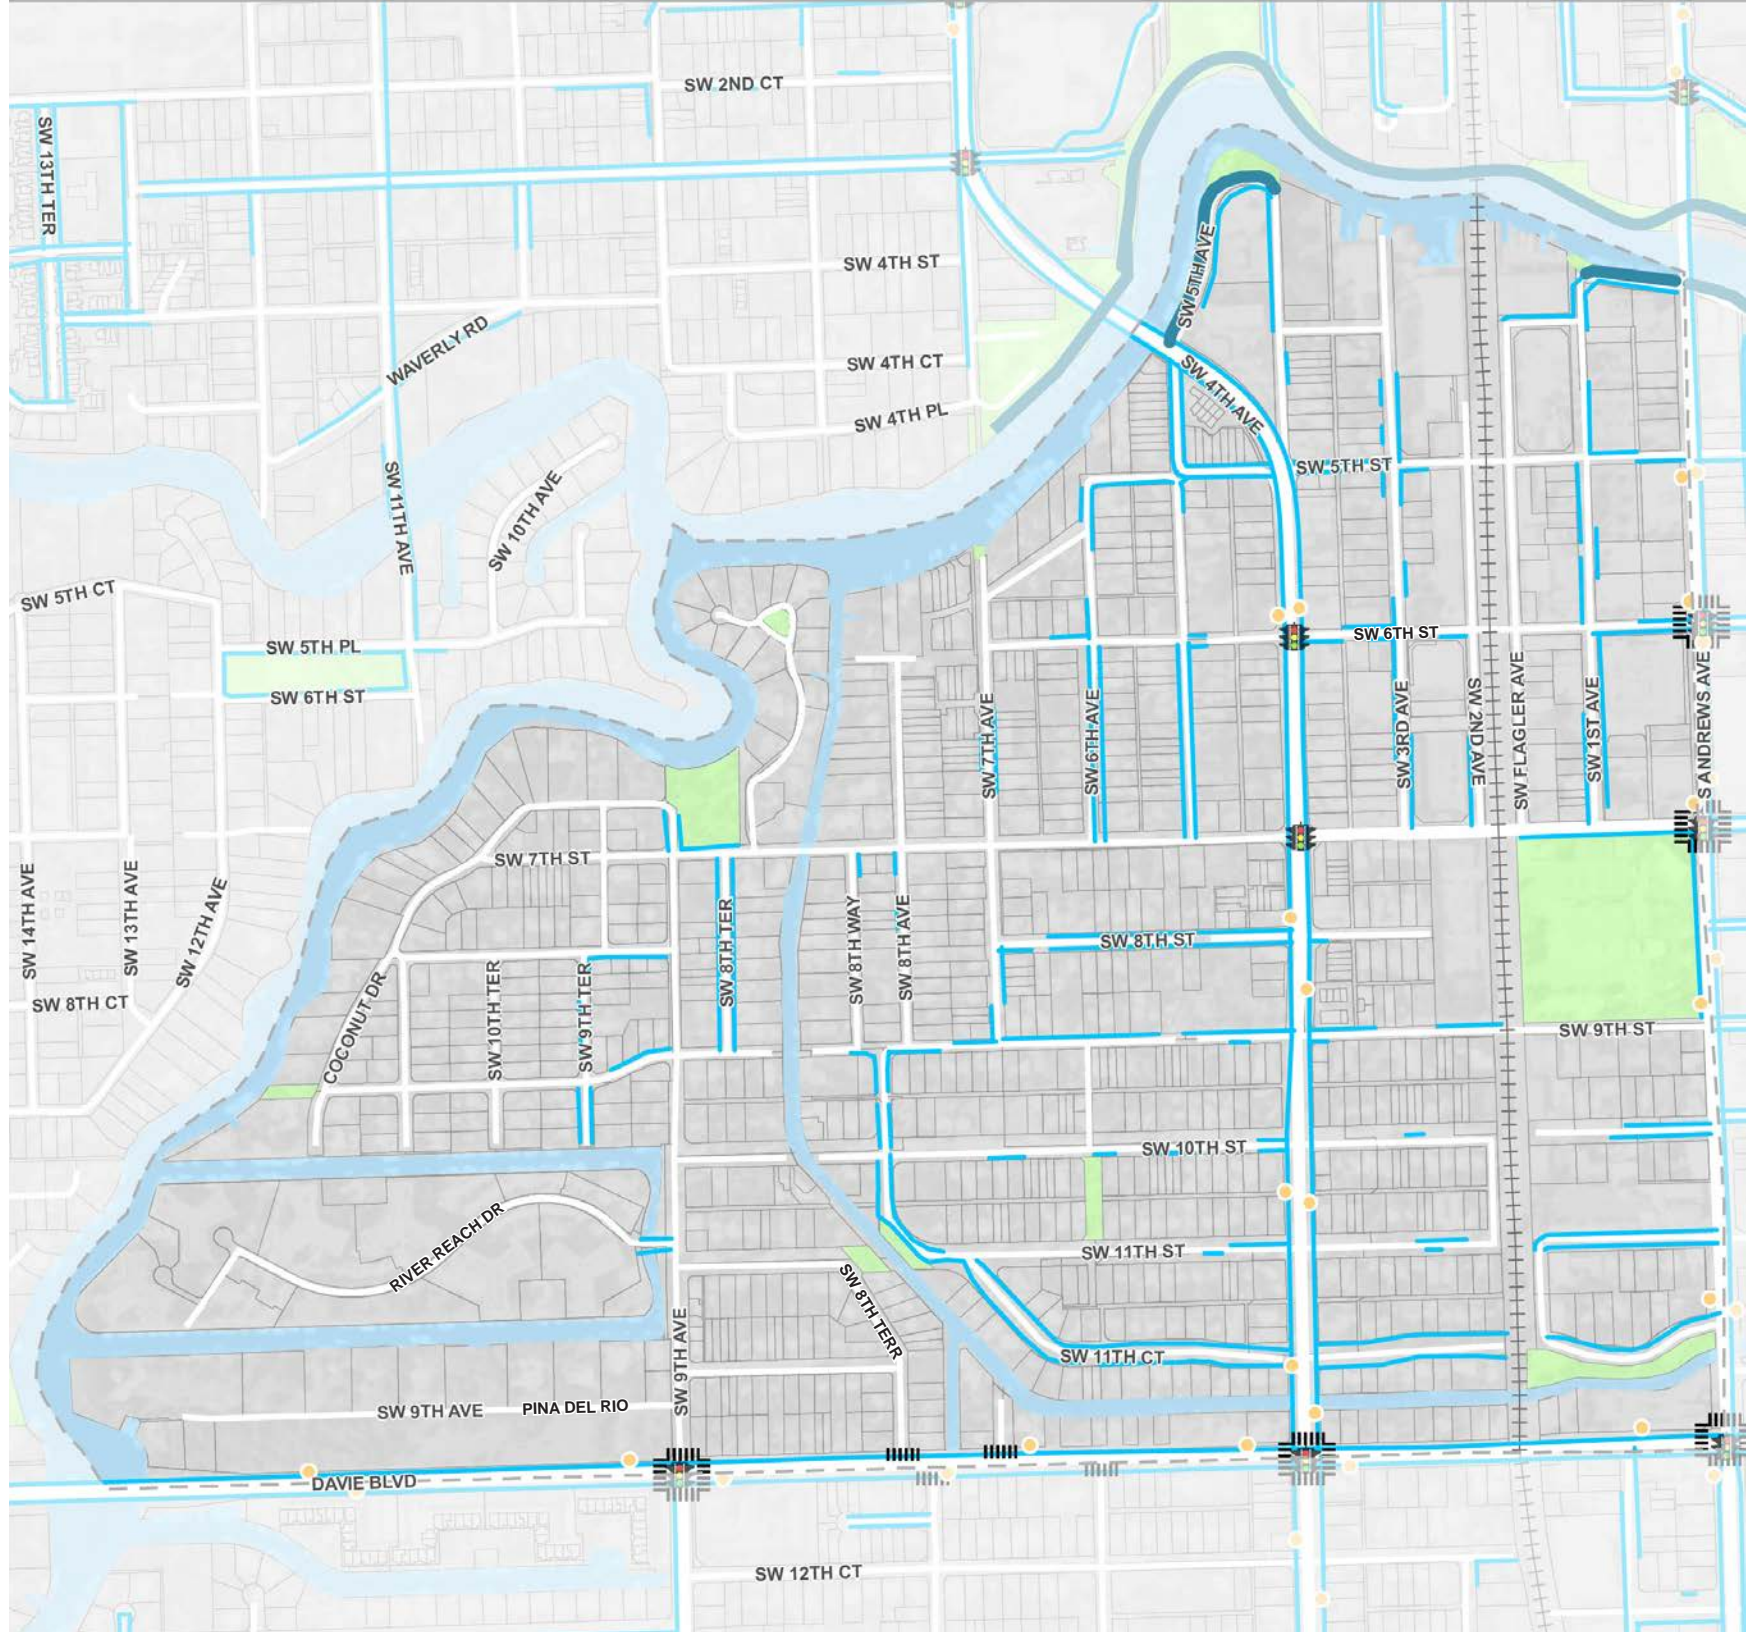 SW 2ND CT
SW 13TH TER
SW 4TH ST
SW 5TH AVE
WAVERLY RD
SW 4TH CT
SW 4TH AVE
SW 4TH PL
SW 5TH ST
SW 11TH AVE
SW 10TH AVE
SW 5TH CT
SW 6TH ST
SW 5TH PL
SW 6TH ST
SW 7TH AVE
SW 6TH AVE
SW 3RD AVE
SW 2ND AVE
SW FLAGLER AVE
SW 1ST AVE
S ANDREWS AVE
SW 7TH ST
SW 14TH AVE
SW 13TH AVE
SW 12TH AVE
SW 8TH TER
SW 8TH WAY
SW 8TH AVE
SW 8TH ST
SW 8TH CT
COCONUT DR
SW 10TH TER
SW 9TH TER
SW 9TH ST
SW 10TH ST
RIVER REACH DR
SW 11TH ST
SW 8TH TERR
SW 9TH AVE
SW 11TH CT
SW 9TH AVE
PINA DEL RIO
DAVIE BLVD
SW 12TH CT